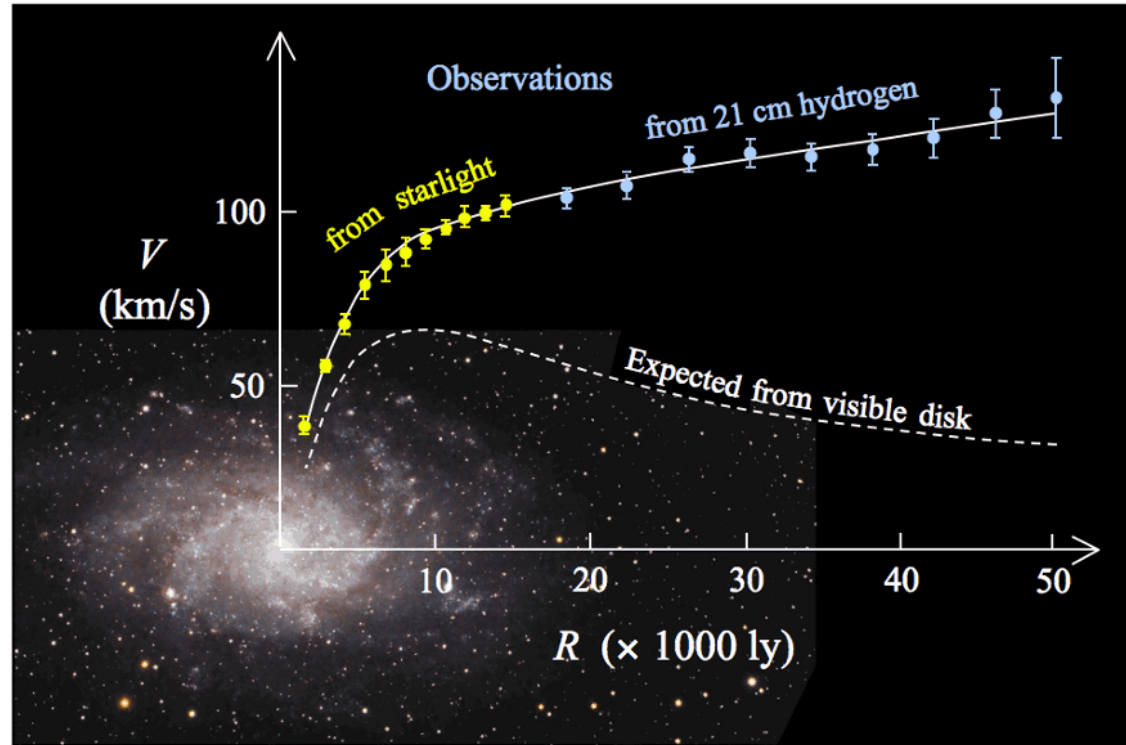 Observations
from 21 cm hydrogen
from starlight
100
V
(km/s)
50
Expected from visible disk
10 20 30 40 50
R (× 1000 ly)